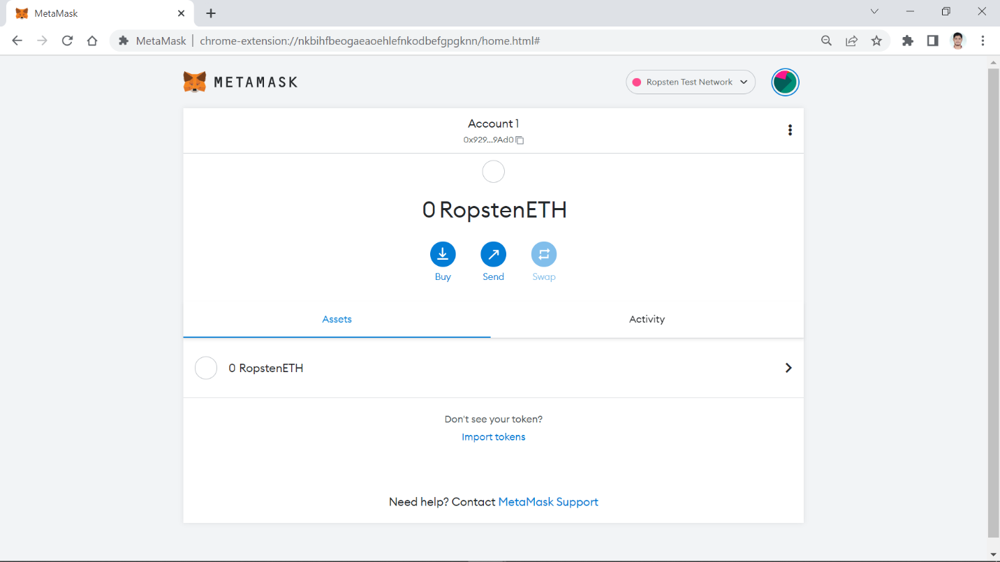 MetaMask
MetaMask chrome-extension://nkbihfbeogaeaoehlefnkodbefgpgknn/home.html#
METAMASK
Ropsten Test Network
Account 1
0x929...9Ad0
0 RopstenETH
Buy Send Swap
Assets Activity
0 RopstenETH
Don't see your token?
Import tokens
Need help? Contact MetaMask Support